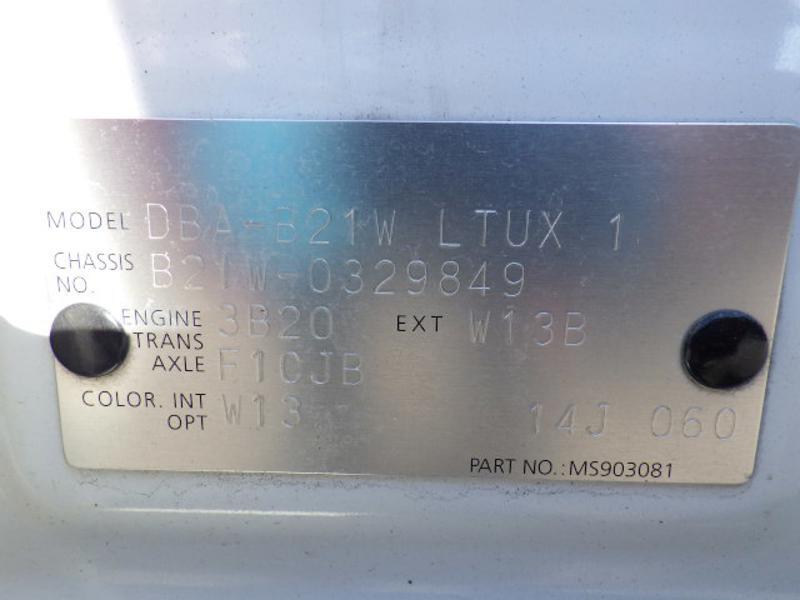 MODEL DBA-B21W LTUX 1
CHASSIS NO. B21W-0329849
ENGINE 3B20 EXT W13B
TRANS AXLE F1CJB
COLOR. INT OPT W13 14J 060
PART NO.: MS903081